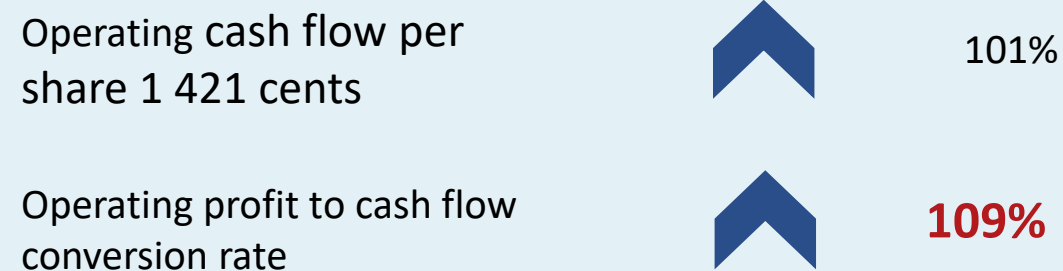 Operating cash flow per
share 1 421 cents
101%
Operating profit to cash flow
conversion rate
109%